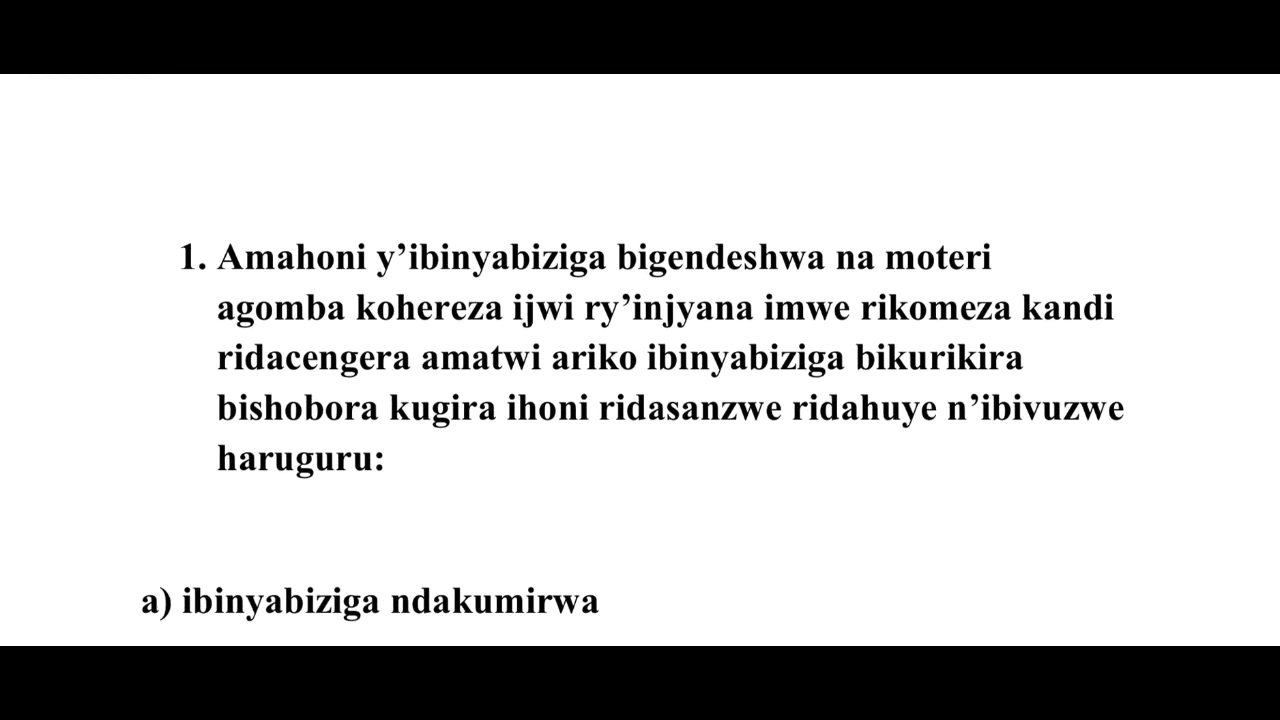 1. Amahoni y’ibinyabiziga bigendeshwa na moteri
agomba kohereza ijwi ry’injyana imwe rikomeza kandi
ridacengera amatwi ariko ibinyabiziga bikurikira
bishobora kugira ihoni ridasanzwe ridahuye n’ibivuzwe
haruguru:
a) ibinyabiziga ndakumirwa